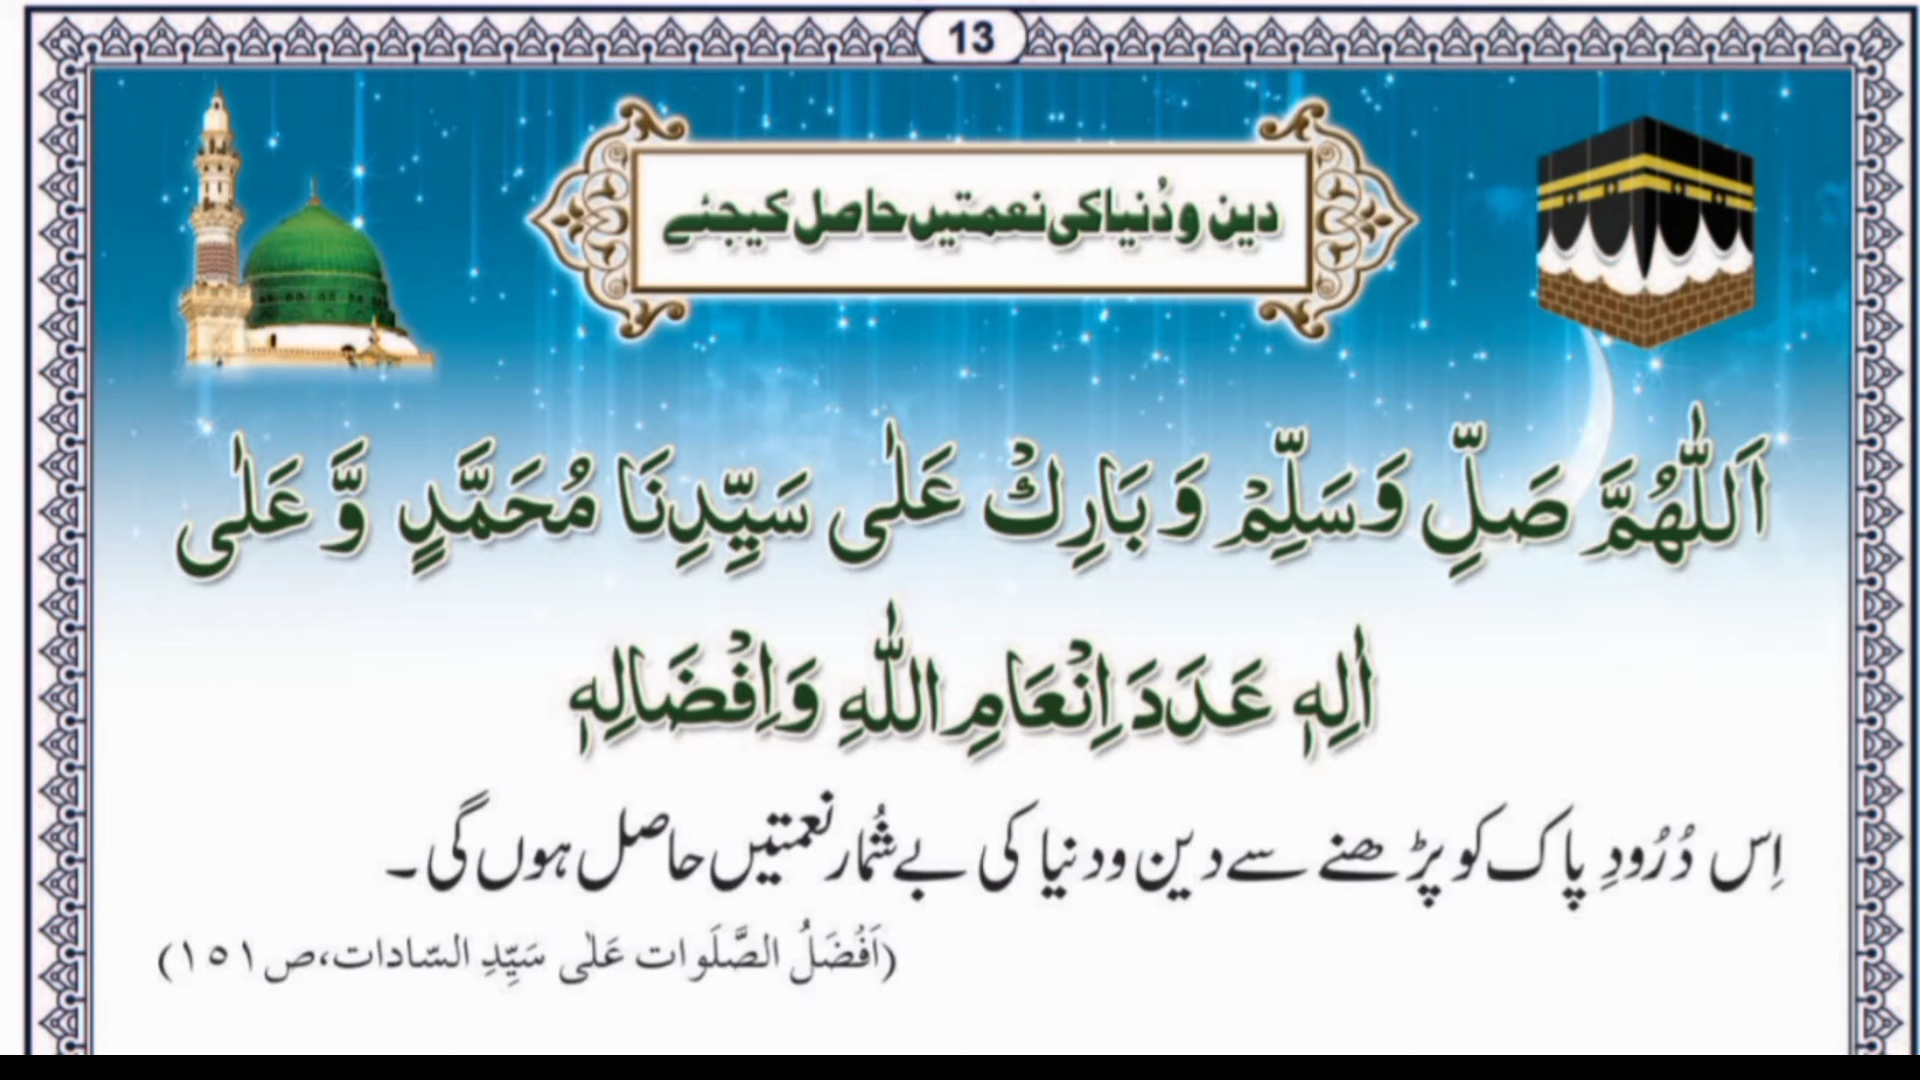 13
دین و دُنیا کی نعمتیں حاصل کیجئے
اَللّٰهُمَّ صَلِّ وَسَلِّمْ وَ بَارِكْ عَلٰی سَیِّدِنَا مُحَمَّدٍ وَّ عَلٰی
اٰلِهٖ عَدَدَ اِنْعَامِ اللّٰهِ وَاِفْضَالِهٖ
اِس دُرُودِ پاک کو پڑھنے سے دین و دنیا کی بے شُمار نعمتیں حاصل ہوں گی۔
(اَفْضَلُ الصَّلَوات عَلٰی سَیِّدِ السّادات، ص۱۵۱)